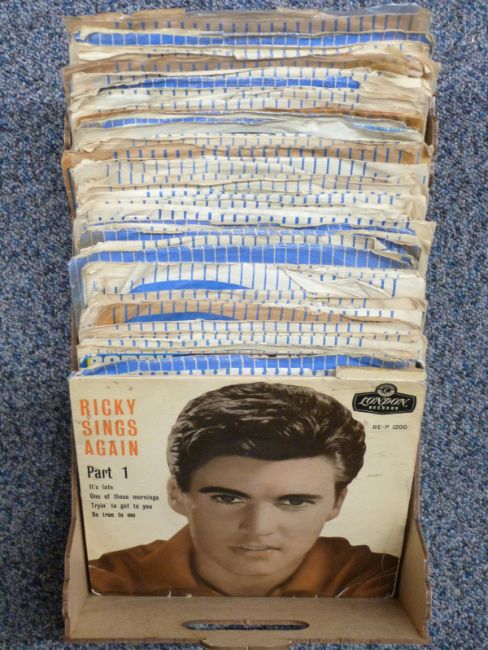 RICKY
SINGS
AGAIN
Part 1
It's late
One of these mornings
Tryin' to get to you
Be true to me
LONDON
RECORDS
RE-P 1200